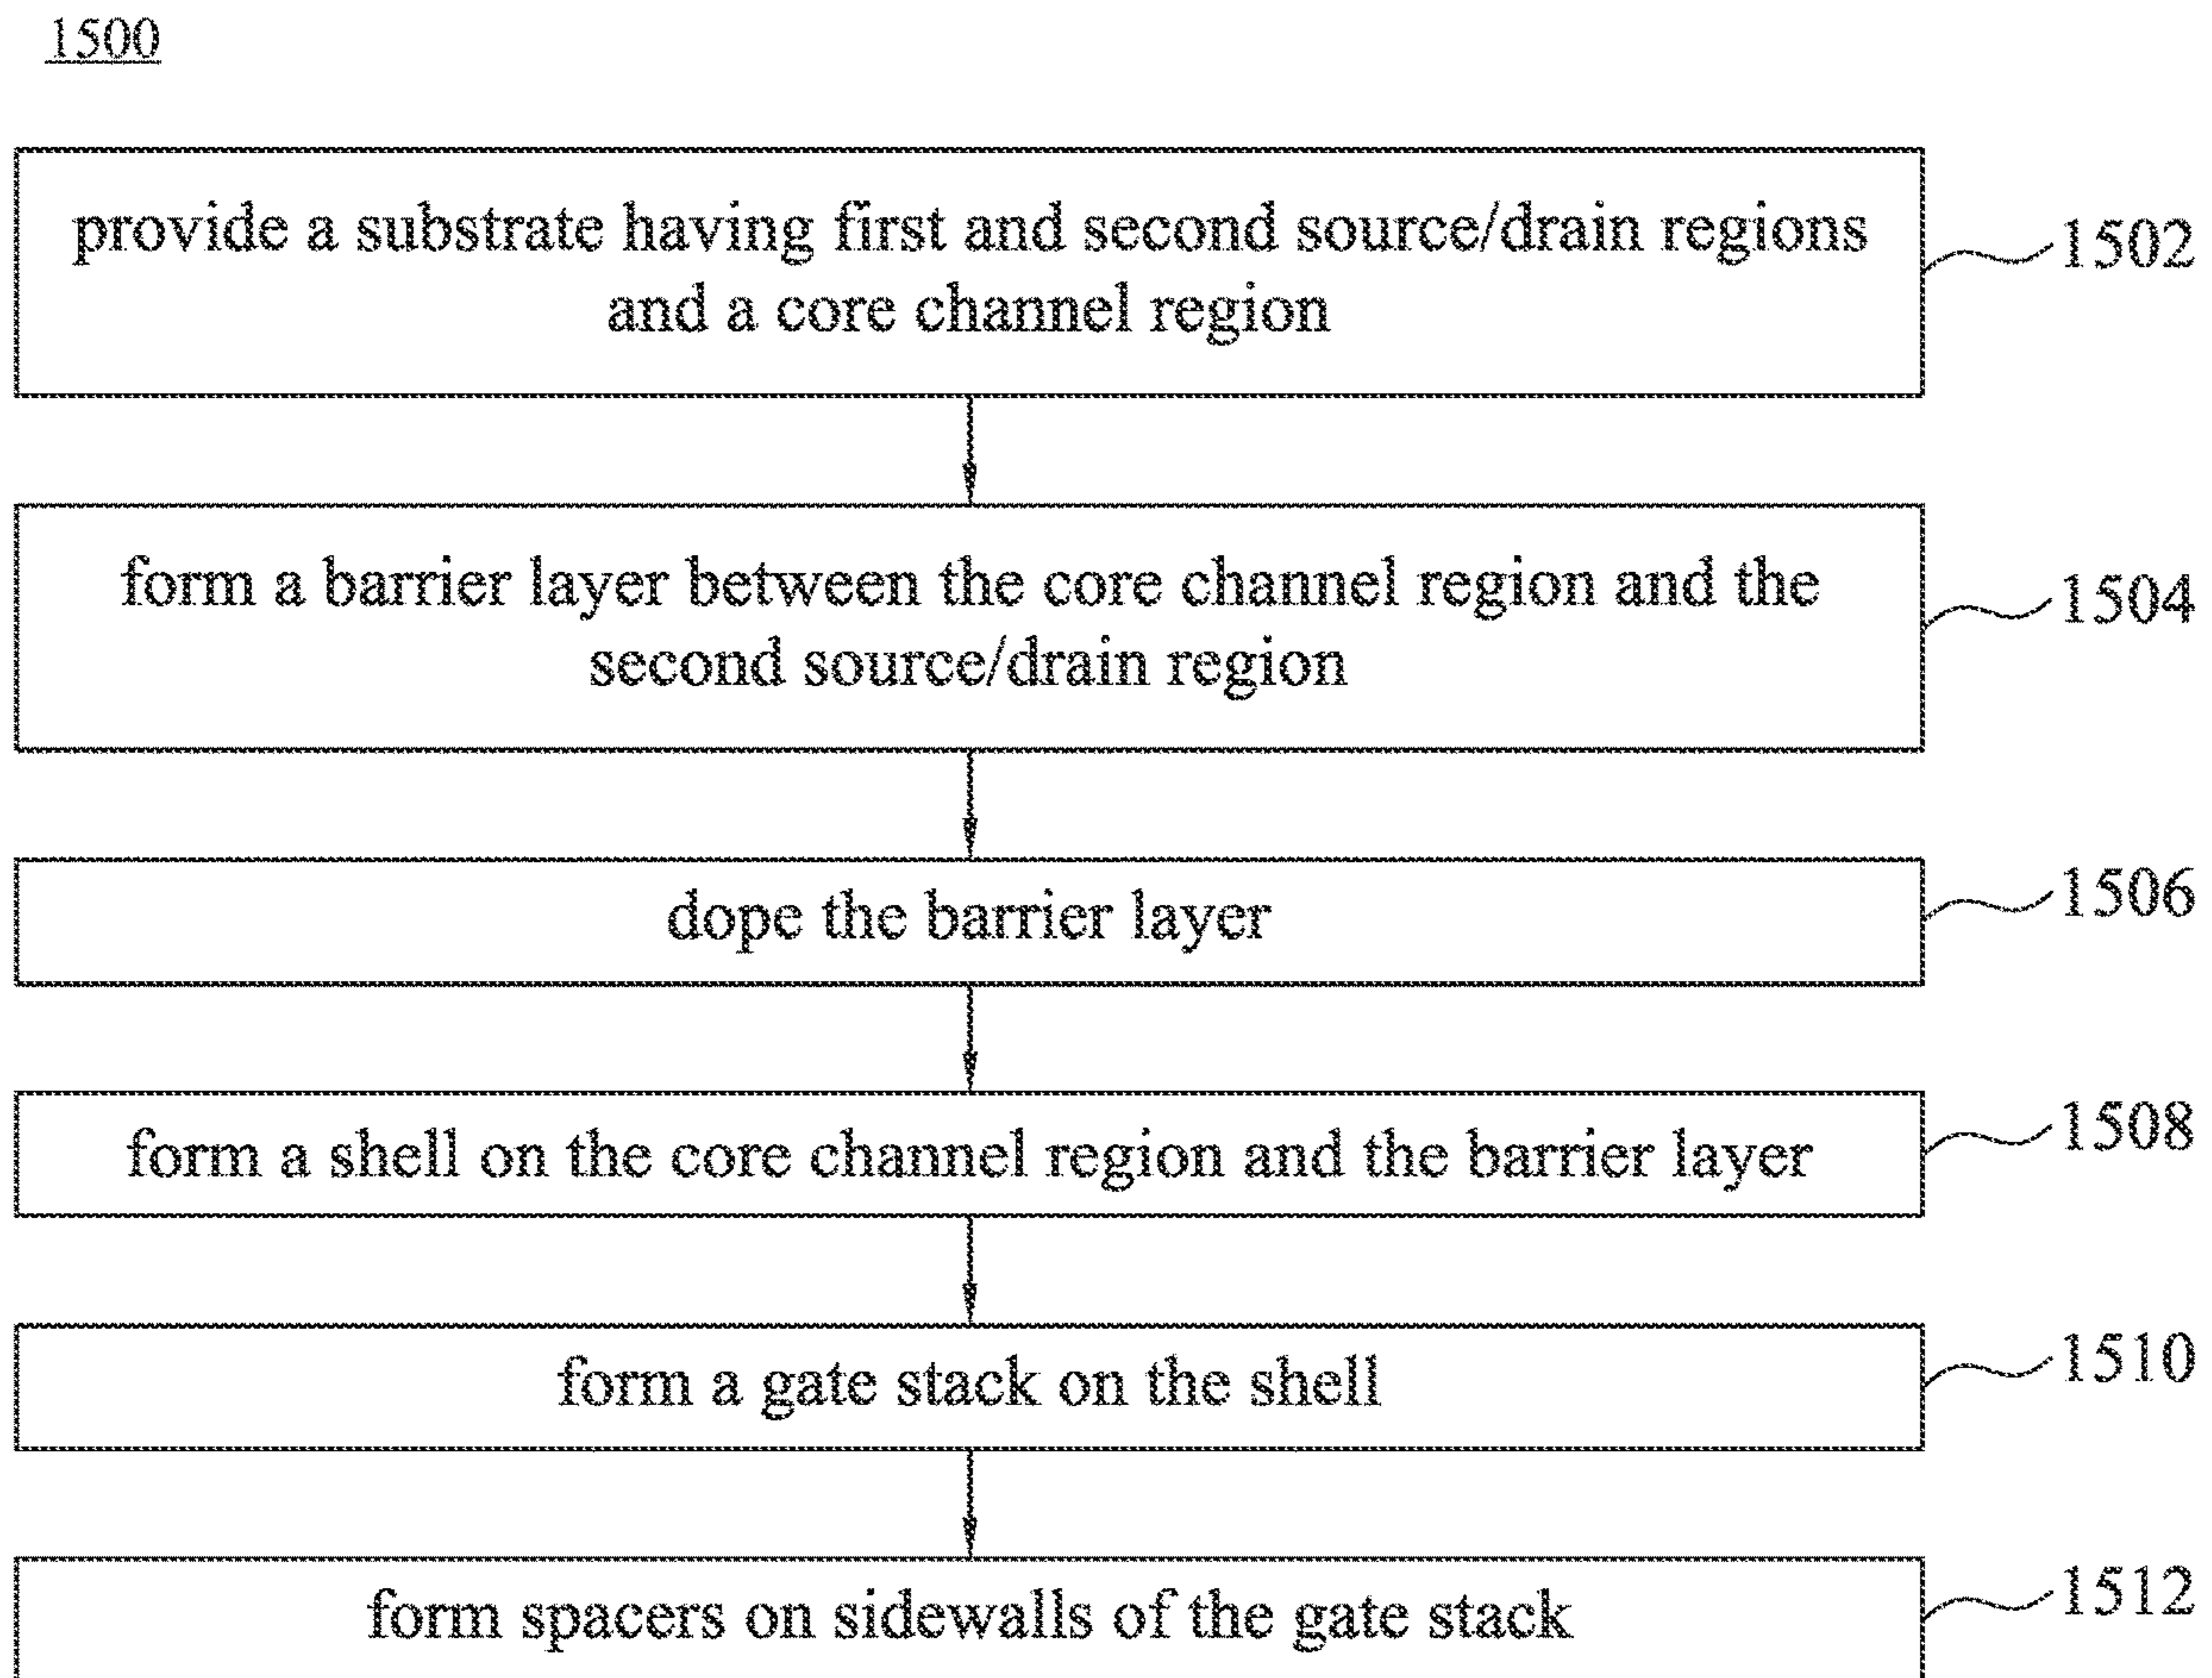 1500
provide a substrate having first and second source/drain regions
and a core channel region
1502
form a barrier layer between the core channel region and the
second source/drain region
1504
dope the barrier layer
1506
form a shell on the core channel region and the barrier layer
1508
form a gate stack on the shell
1510
form spacers on sidewalls of the gate stack
1512